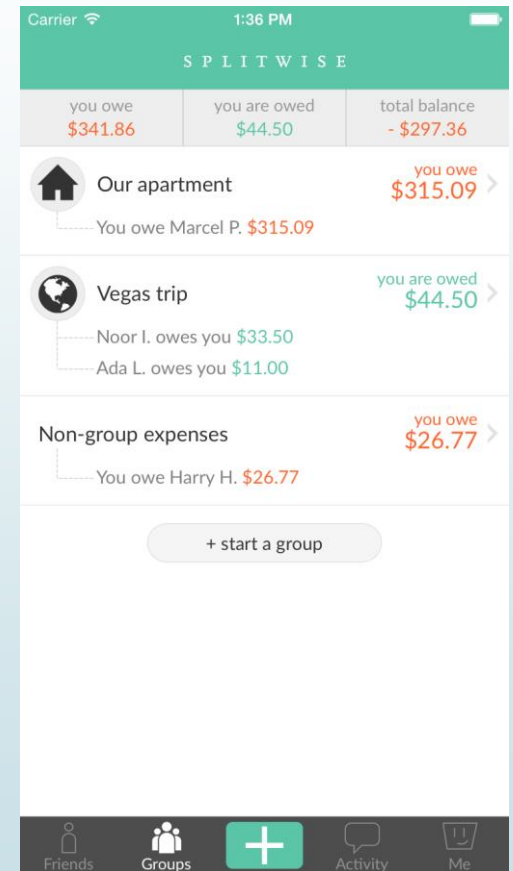 Carrier 1:36 PM
S P L I T W I S E
you owe you are owed total balance
$341.86 $44.50 - $297.36
Our apartment you owe
$315.09
You owe Marcel P. $315.09
Vegas trip you are owed
$44.50
Noor I. owes you $33.50
Ada L. owes you $11.00
Non-group expenses you owe
$26.77
You owe Harry H. $26.77
+ start a group
Friends Groups Activity Me